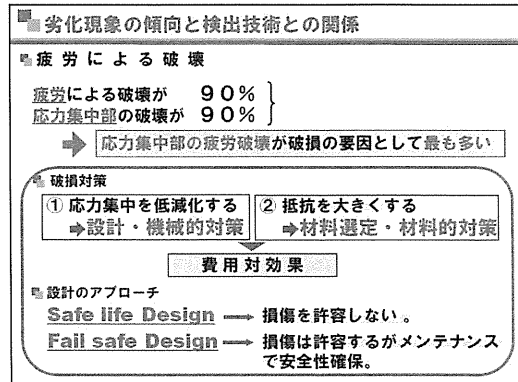 劣化現象の傾向と検出技術との関係
疲労による破壊
疲労による破壊が 90%
応力集中部の破壊が 90%
応力集中部の疲労破壊が破損の要因として最も多い
破損対策
① 応力集中を低減化する
➡設計・機械的対策
② 抵抗を大きくする
➡材料選定・材料的対策
費用対効果
設計のアプローチ
Safe life Design → 損傷を許容しない。
Fail safe Design → 損傷は許容するがメンテナンス
で安全性確保。